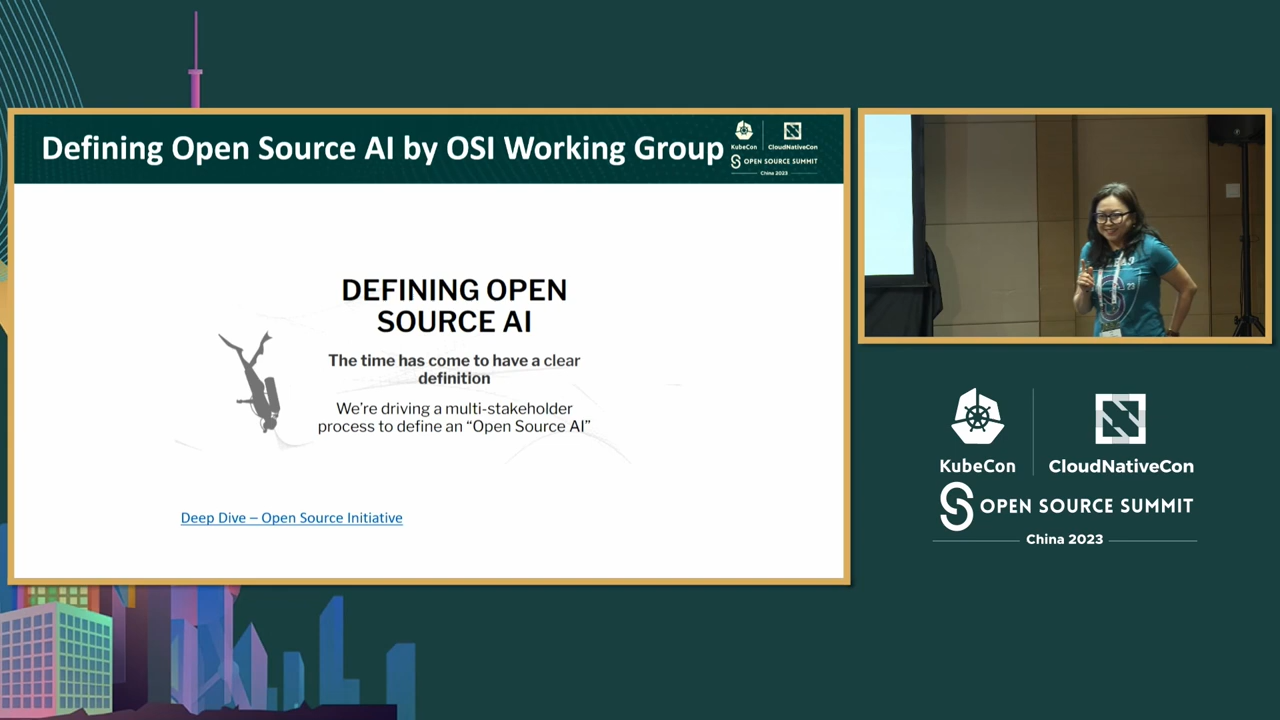 Defining Open Source AI by OSI Working Group
KubeCon
CloudNativeCon
OPEN SOURCE SUMMIT
China 2023
DEFINING OPEN
SOURCE AI
The time has come to have a clear
definition
We're driving a multi-stakeholder
process to define an “Open Source AI”
Deep Dive – Open Source Initiative
KubeCon
CloudNativeCon
OPEN SOURCE SUMMIT
China 2023